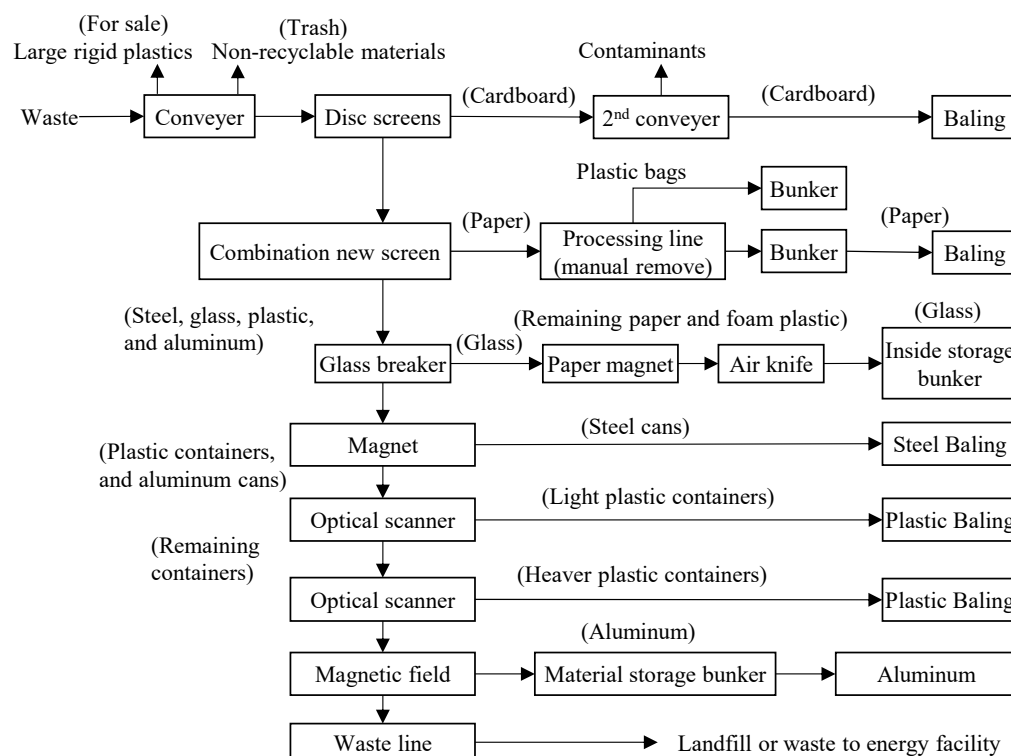 (For sale)
Large rigid plastics
(Trash)
Non-recyclable materials
Contaminants
Waste
Conveyer
Disc screens
(Cardboard)
2nd conveyer
(Cardboard)
Baling
Plastic bags
Bunker
Combination new screen
(Paper)
Processing line
(manual remove)
Bunker
(Paper)
Baling
(Steel, glass, plastic,
and aluminum)
Glass breaker
(Glass)
(Remaining paper and foam plastic)
Paper magnet
Air knife
(Glass)
Inside storage
bunker
Magnet
(Steel cans)
Steel Baling
(Plastic containers,
and aluminum cans)
Optical scanner
(Light plastic containers)
Plastic Baling
(Remaining
containers)
Optical scanner
(Heaver plastic containers)
Plastic Baling
Magnetic field
(Aluminum)
Material storage bunker
Aluminum
Waste line
Landfill or waste to energy facility